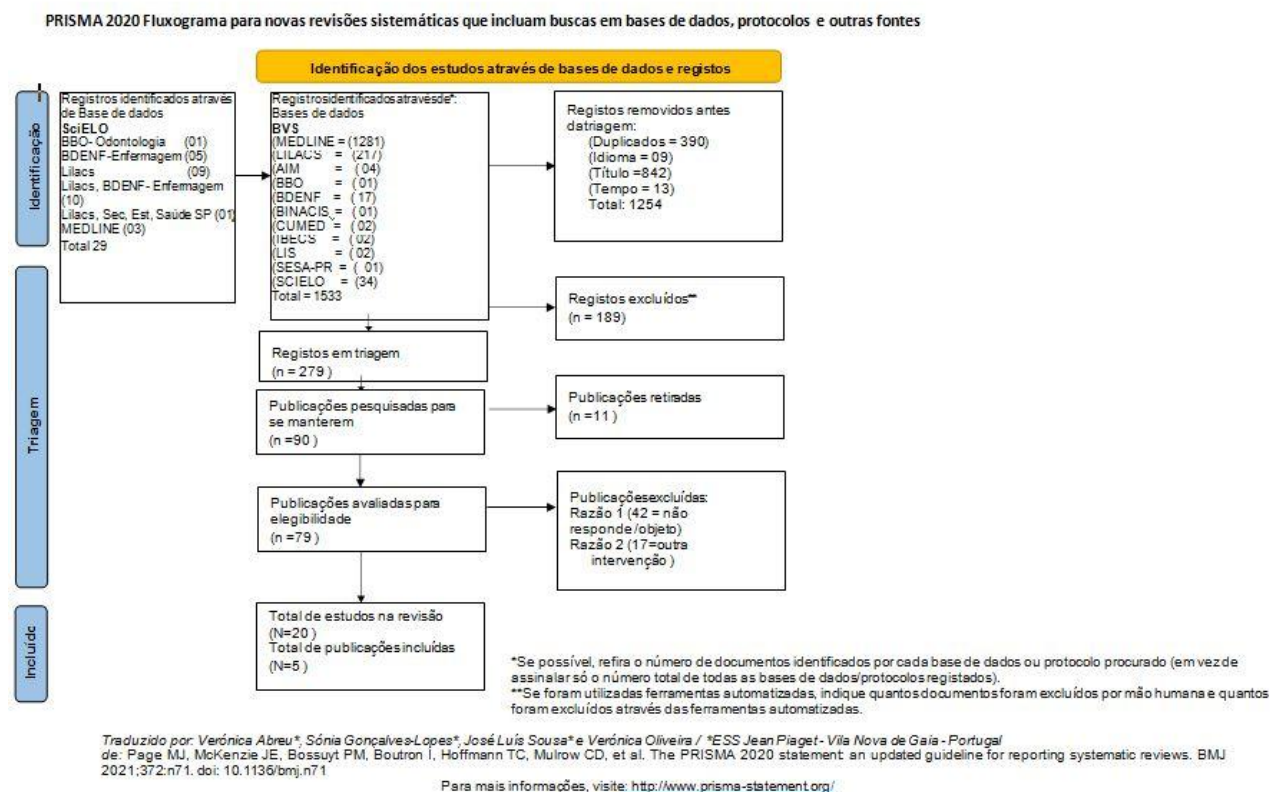 PRISMA 2020 Fluxograma para novas revisões sistemáticas que incluam buscas em bases de dados, protocolos e outras fontes
Identificação dos estudos através de bases de dados e registos
Identificação
Registros identificados através
de Base de dados
SciELO
BBO- Odontologia (01)
BDENF-Enfermagem (05)
Lilacs (09)
Lilacs, BDENF- Enfermagem
(10)
Lilacs, Sec, Est, Saúde SP (01)
MEDLINE (03)
Total 29
Registrosidentificadosatravesde*:
Bases de dados
BVS
(MEDLINE = (1281)
(LILACS = (217)
(AIM = ( 04)
(BBO = ( 01)
(BDENF = ( 17)
(BINACIS = ( 01)
(CUMED = ( 02)
(IBECS = ( 02)
(LIS = ( 02)
(SESA-PR = ( 01)
(SCIELO = (34)
Total = 1533
Registos removidos antes
datriagem:
(Duplicados = 390)
(Idioma = 09)
(Título =842)
(Tempo = 13)
Total: 1254
Triagem
Registos excluídos**
(n = 189)
Registos em triagem
(n = 279 )
Publicações pesquisadas para
se manterem
(n =90 )
Publicações retiradas
(n =11 )
Publicações avaliadas para
elegibilidade
(n =79 )
Publicaçõesexcluídas:
Razão 1 (42 = não
responde/objeto)
Razão 2 (17=outra
intervenção )
Incluído
Total de estudos na revisão
(N=20 )
Total de publicações incluídas
(N=5 )
*Se possível, refira o número de documentos identificados por cada base de dados ou protocolo procurado (em vez de
assinalar só o número total de todas as bases de dados/protocolos registados).
**Se foram utilizadas ferramentas automatizadas, indique quantos documentos foram excluídos por mão humana e quantos
foram excluídos através das ferramentas automatizadas.
Traduzido por: Verónica Abreu*, Sónia Gonçalves-Lopes*, José Luís Sousa* e Verónica Oliveira / *ESS Jean Piaget - Vila Nova de Gaia - Portugal
de: Page MJ, McKenzie JE, Bossuyt PM, Boutron I, Hoffmann TC, Mulrow CD, et al. The PRISMA 2020 statement: an updated guideline for reporting systematic reviews. BMJ
2021;372:n71. doi: 10.1136/bmj.n71
Para mais informações, visite: http://www.prisma-statement.org/